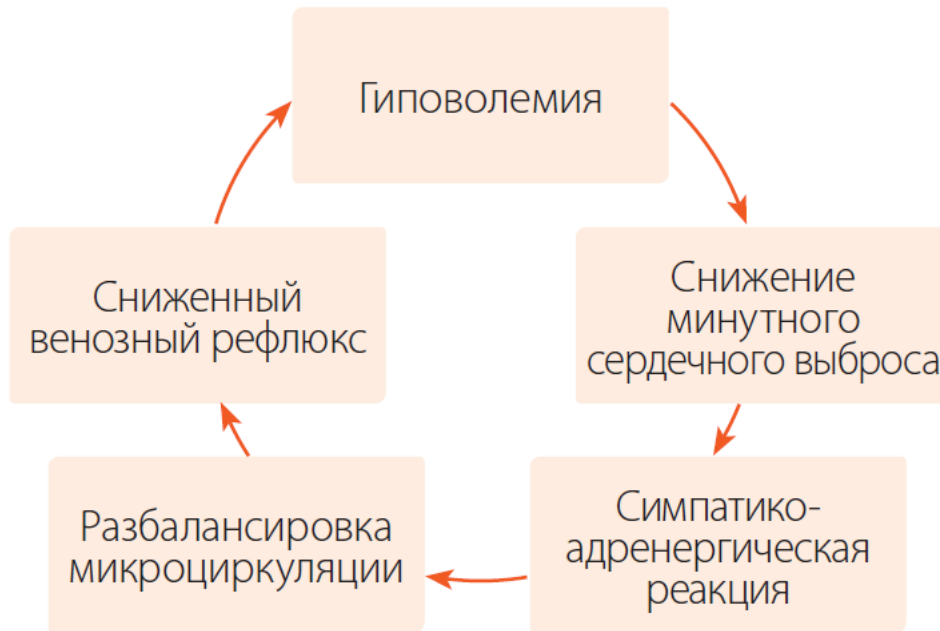 Гиповолемия
Снижение
минутного
сердечного выброса
Симпатико-
адренергическая
реакция
Разбалансировка
микроциркуляции
Сниженный
венозный рефлюкс